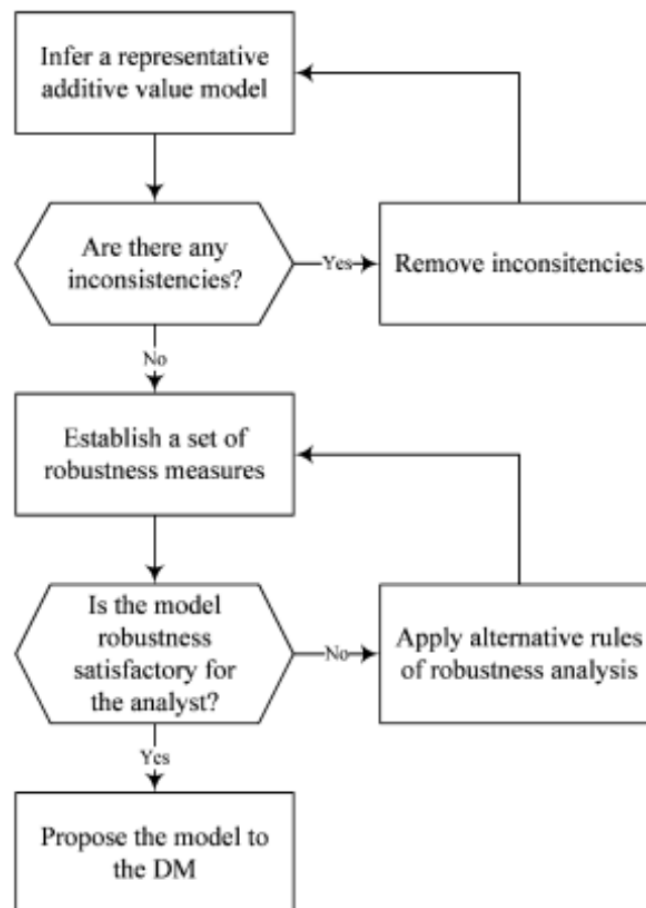 Infer a representative
additive value model
Are there any
inconsistencies?
Yes
Remove inconsitencies
No
Establish a set of
robustness measures
Is the model
robustness
satisfactory for
the analyst?
No
Apply alternative rules
of robustness analysis
Yes
Propose the model to
the DM